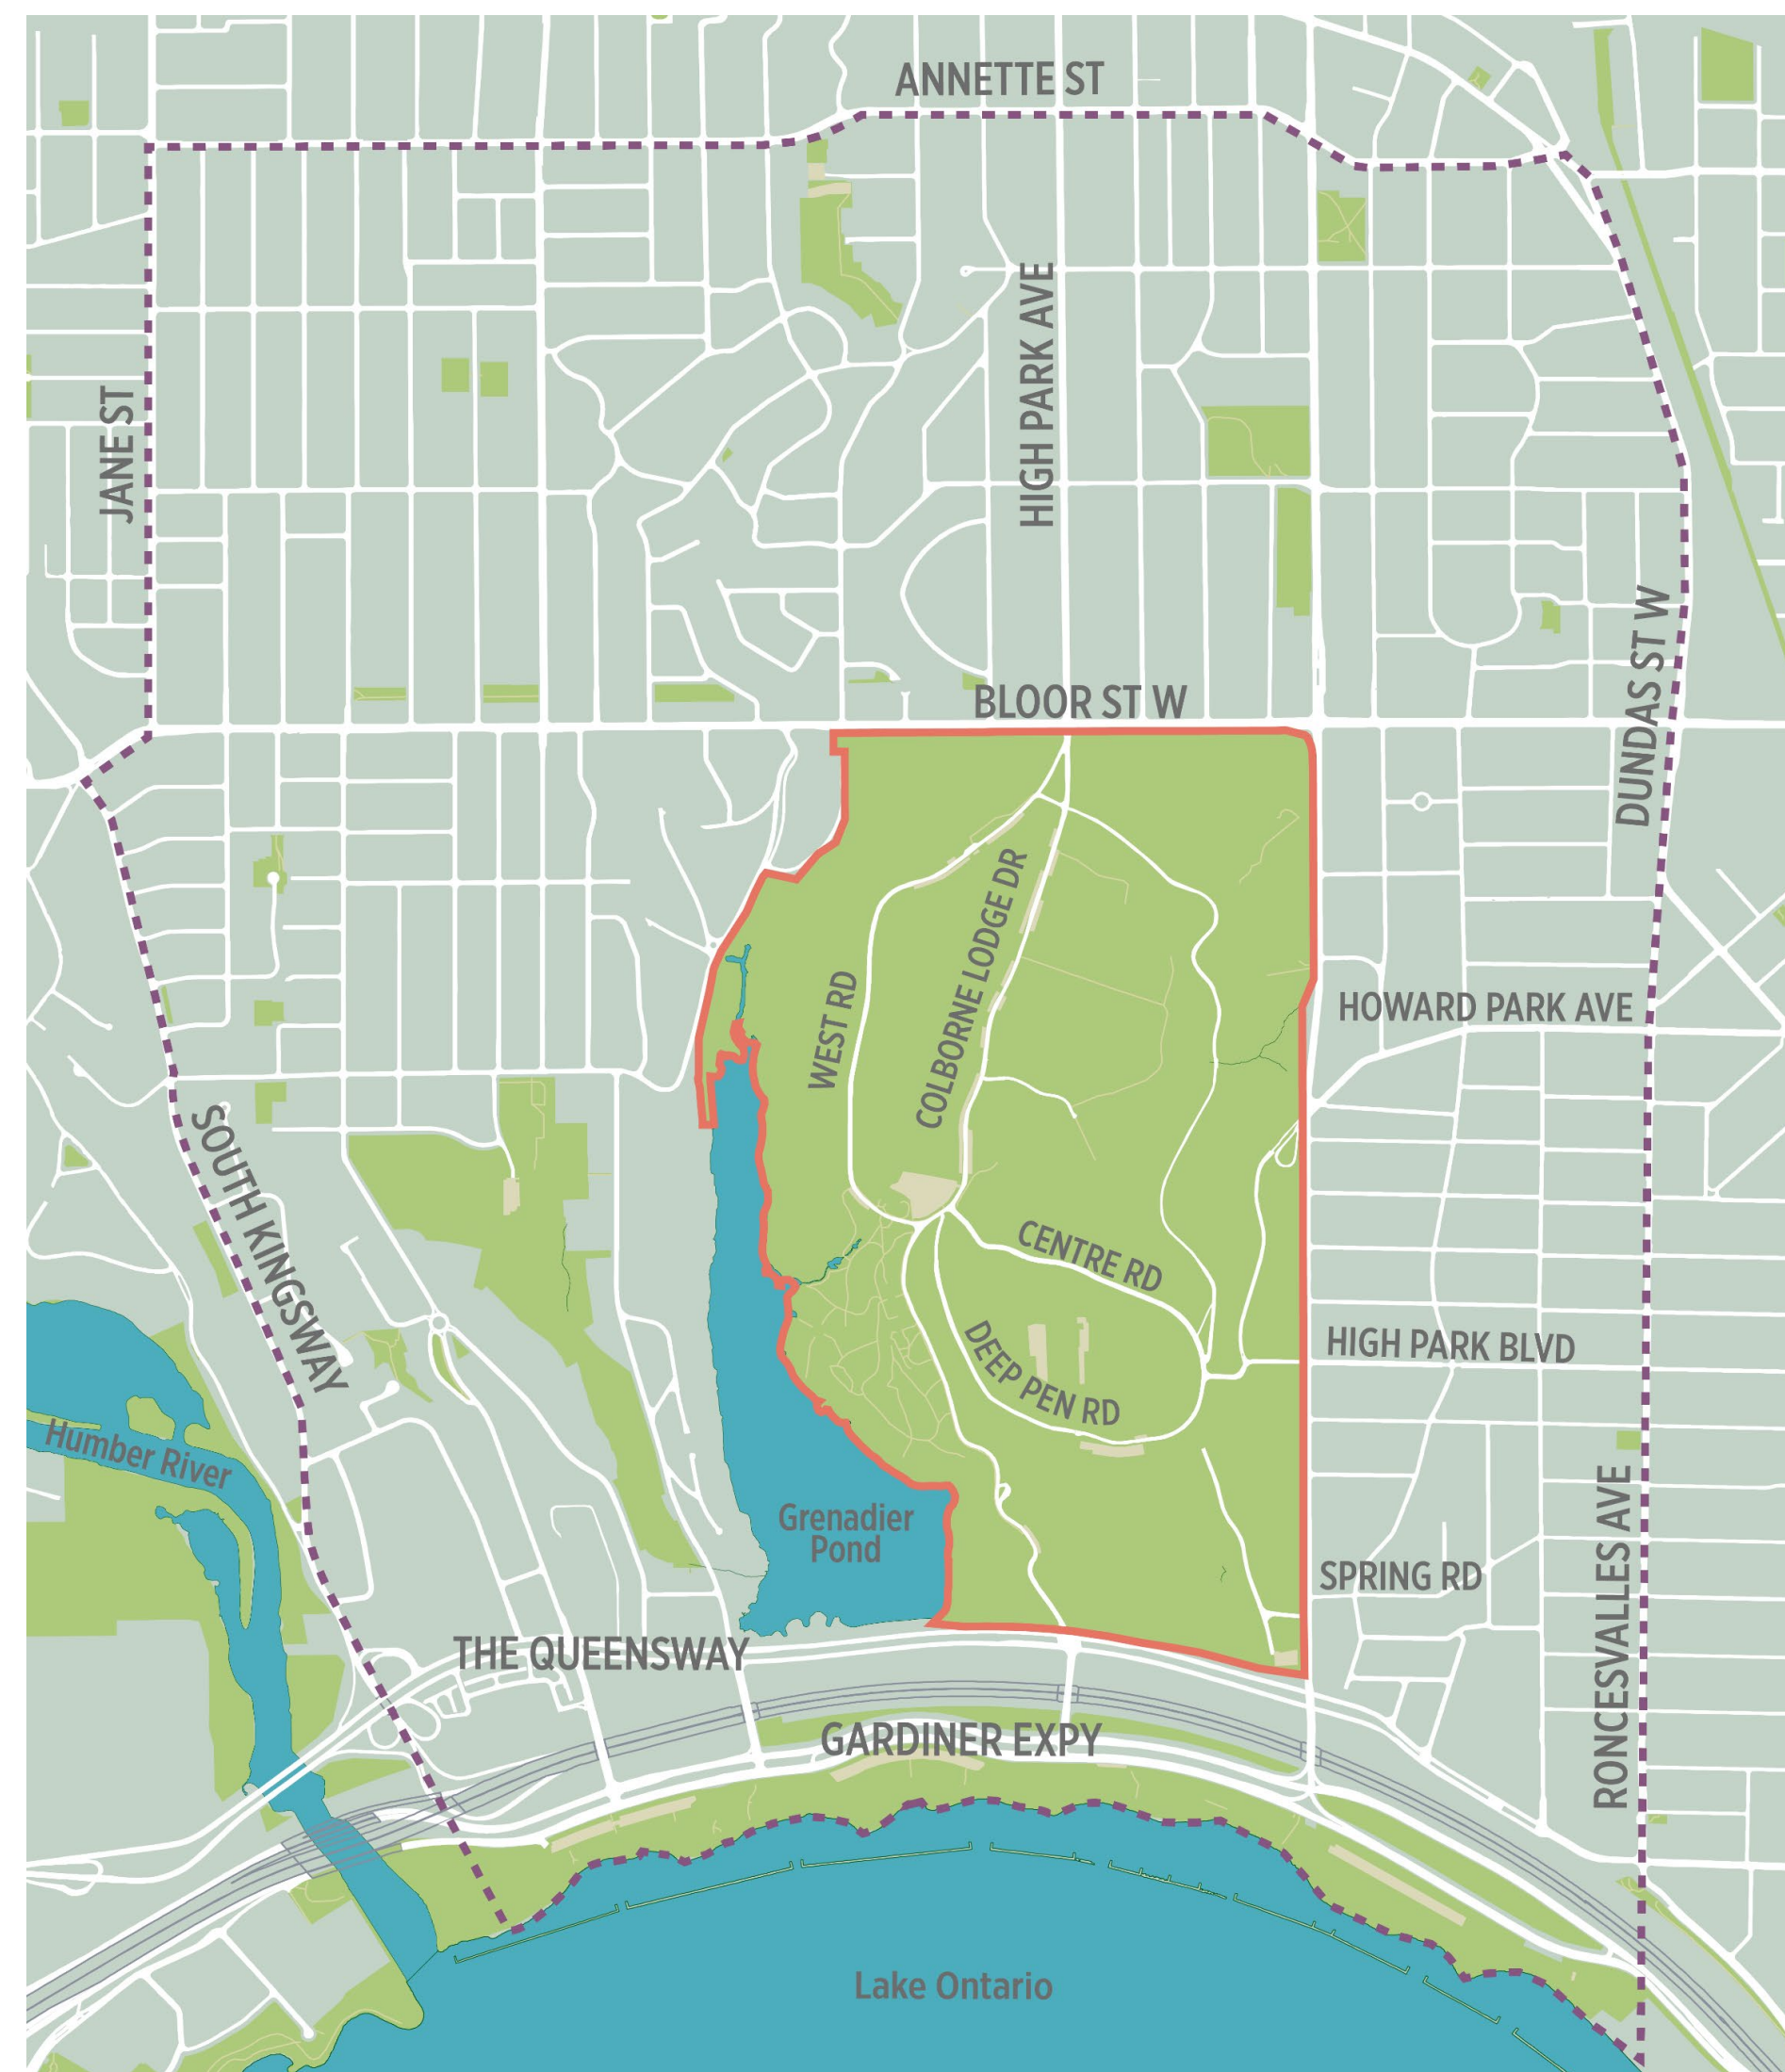 ANNETTE ST
HIGH PARK AVE
JANE ST
DUNDAS ST W
BLOOR ST W
COLBORNE LODGE DR
WEST RD
HOWARD PARK AVE
SOUTH KINGSWAY
CENTRE RD
DEEP PEN RD
HIGH PARK BLVD
Humber River
Grenadier
Pond
SPRING RD
RONCESVALLES AVE
THE QUEENSWAY
GARDINER EXPY
Lake Ontario